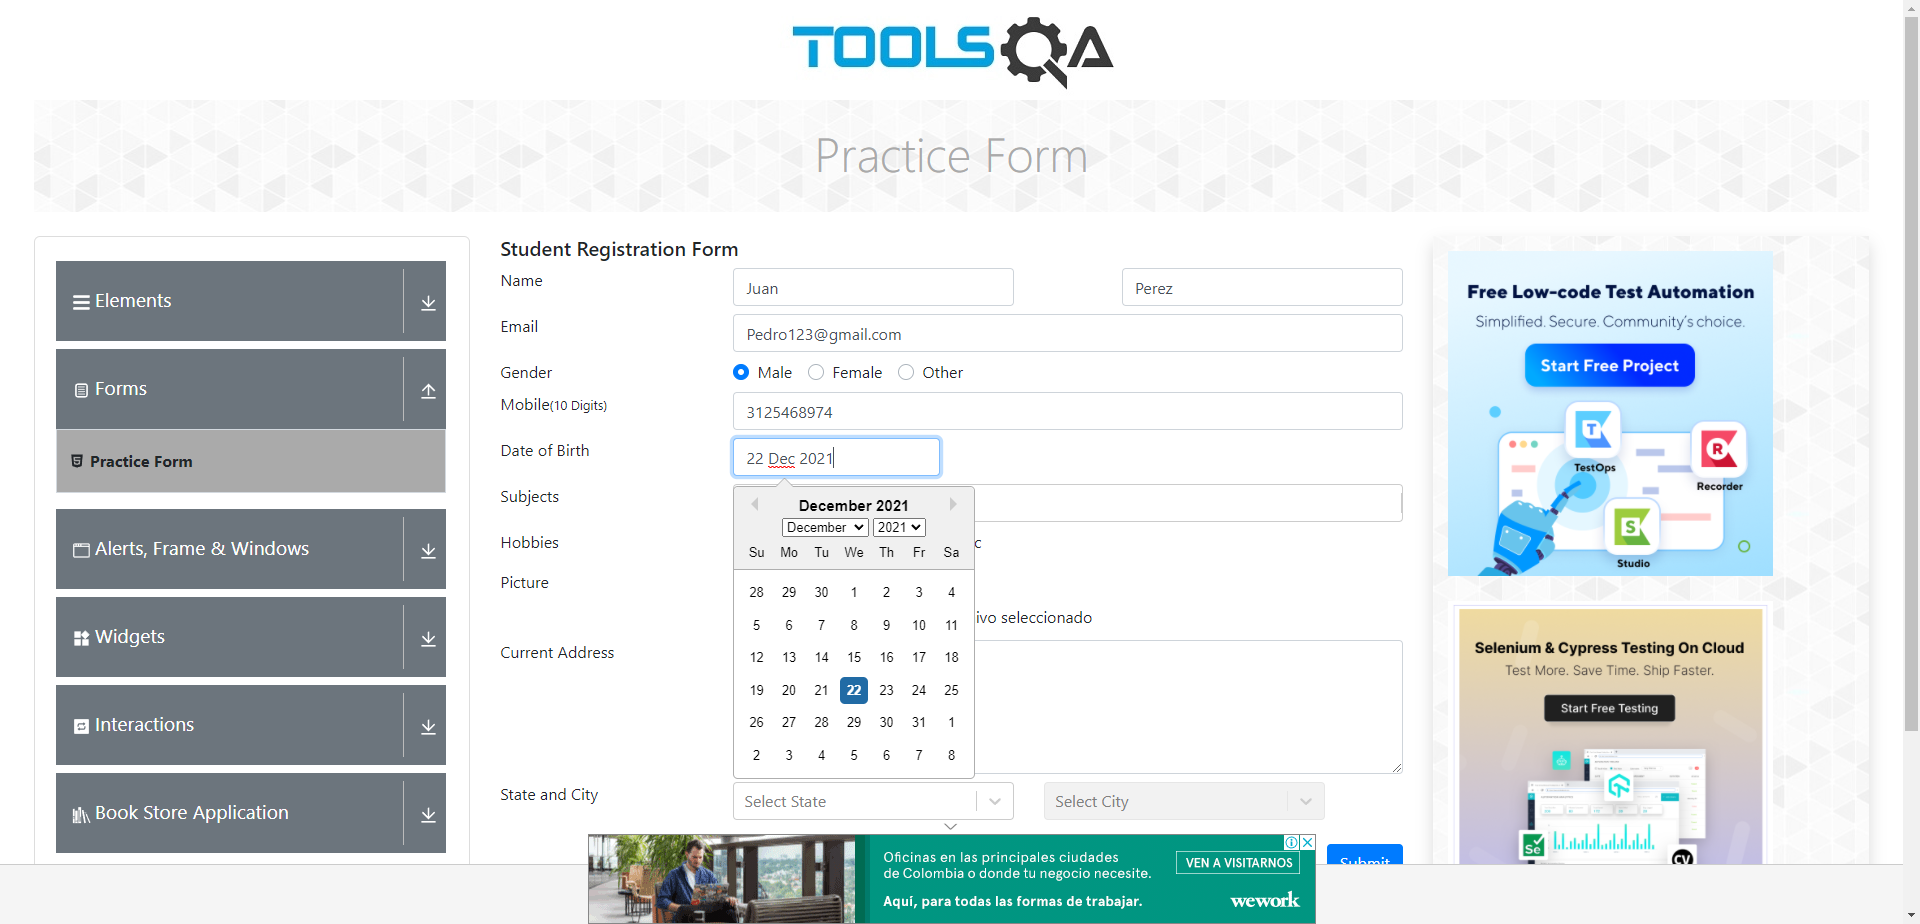 TOOLSQA
Practice Form
Elements
Forms
Practice Form
Alerts, Frame & Windows
Widgets
Interactions
Book Store Application
Student Registration Form
Name
Juan
Perez
Email
Pedro123@gmail.com
Gender
Male
Female
Other
Mobile(10 Digits)
3125468974
Date of Birth
22 Dec 2021
Subjects
Hobbies
c
Picture
ivo seleccionado
Current Address
December 2021
December 2021
Su Mo Tu We Th Fr Sa
28 29 30 1 2 3 4
5 6 7 8 9 10 11
12 13 14 15 16 17 18
19 20 21 22 23 24 25
26 27 28 29 30 31 1
2 3 4 5 6 7 8
State and City
Select State
Select City
Submit
Free Low-code Test Automation
Simplified. Secure. Community's choice.
Start Free Project
T
TestOps
R
Recorder
S
Studio
Selenium & Cypress Testing On Cloud
Test More. Save Time. Ship Faster.
Start Free Testing
Se
cy
Oficinas en las principales ciudades
de Colombia o donde tu negocio necesite.
Aquí, para todas las formas de trabajar.
VEN A VISITARNOS
wework